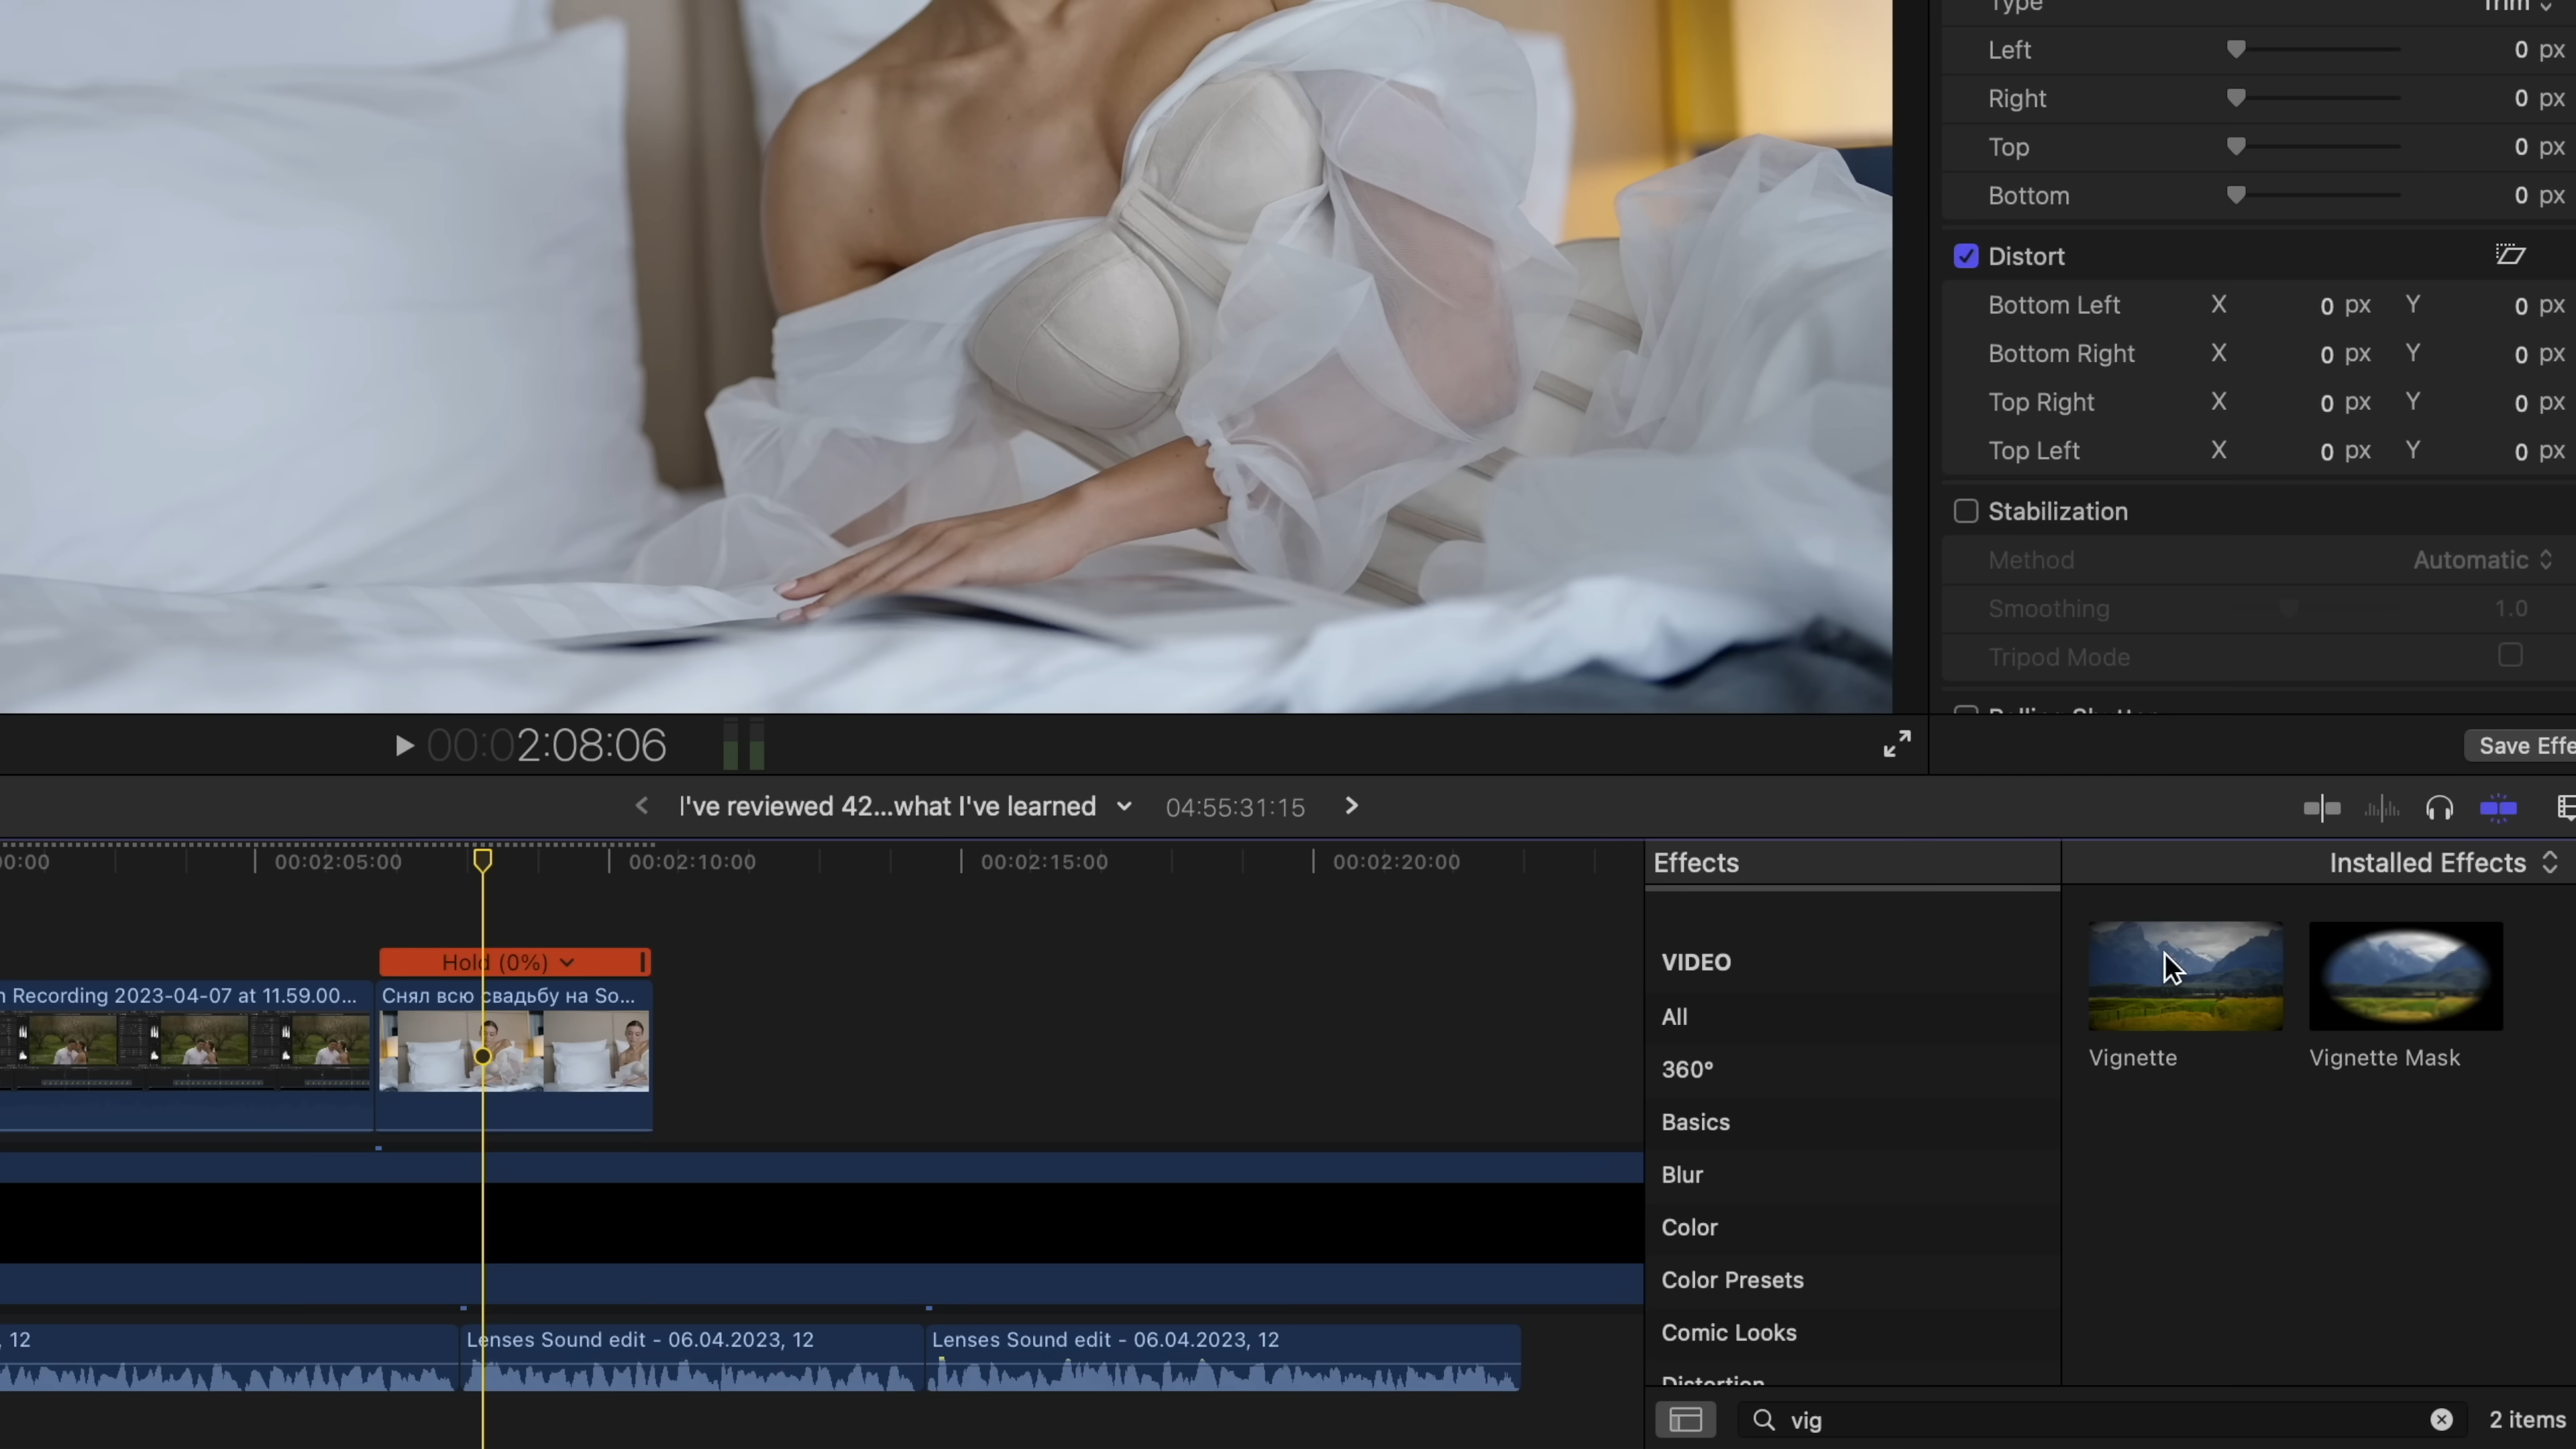 Type Trim
Left 0 px
Right 0 px
Top 0 px
Bottom 0 px
Distort
Bottom Left X 0 px Y 0 px
Bottom Right X 0 px Y 0 px
Top Right X 0 px Y 0 px
Top Left X 0 px Y 0 px
Stabilization
Method Automatic
Smoothing 1.0
Tripod Mode
00:02:08:06
Save Effe
I've reviewed 42...what I've learned 04:55:31:15
00:00 00:02:05:00 00:02:10:00 00:02:15:00 00:02:20:00
Effects
Installed Effects
Hold (0%)
n Recording 2023-04-07 at 11.59.00...
Снял всю свадьбу на So...
VIDEO
All
360°
Basics
Blur
Color
Color Presets
Comic Looks
Distortion
Vignette
Vignette Mask
, 12
Lenses Sound edit - 06.04.2023, 12
Lenses Sound edit - 06.04.2023, 12
vig
2 items